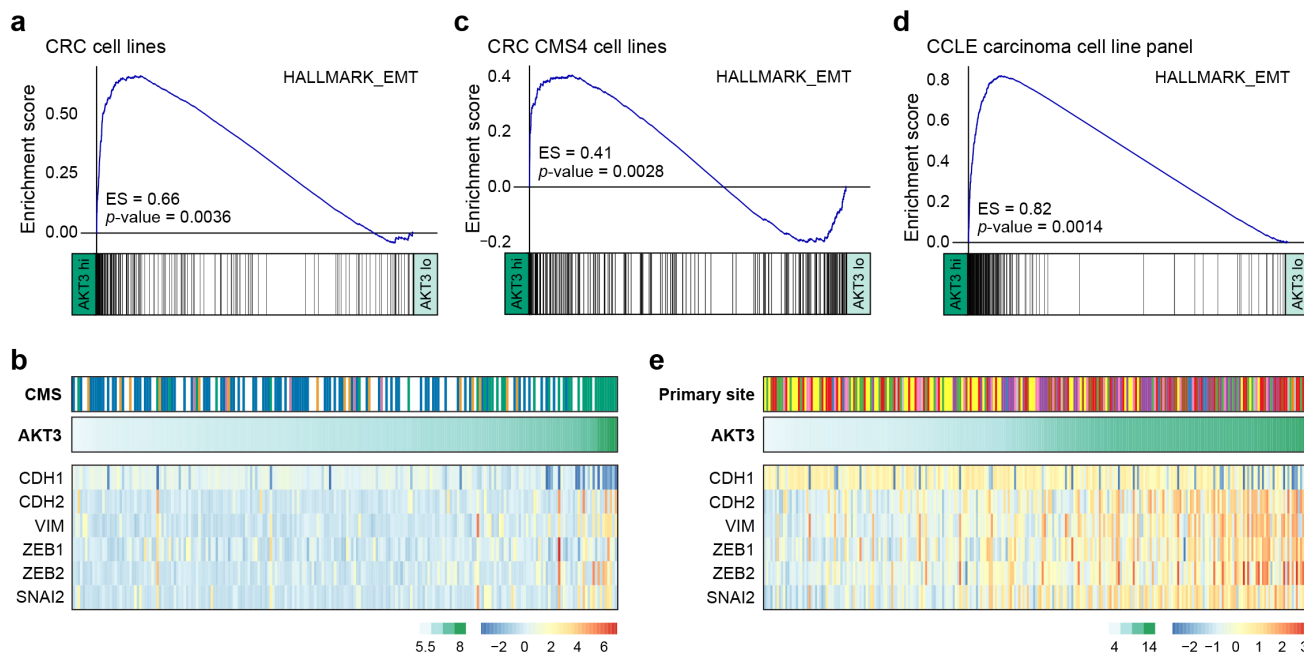 a
CRC cell lines
HALLMARK_EMT
Enrichment score
0.50
0.25
0.00
ES = 0.66
p-value = 0.0036
AKT3 hi
AKT3 lo
c
CRC CMS4 cell lines
HALLMARK_EMT
Enrichment score
0.4
0.2
0.0
−0.2
ES = 0.41
p-value = 0.0028
AKT3 hi
AKT3 lo
d
CCLE carcinoma cell line panel
HALLMARK_EMT
Enrichment score
0.8
0.6
0.4
0.2
0.0
ES = 0.82
p-value = 0.0014
AKT3 hi
AKT3 lo
b
CMS
AKT3
CDH1
CDH2
VIM
ZEB1
ZEB2
SNAI2
5.5 8
−2 0 2 4 6
e
Primary site
AKT3
CDH1
CDH2
VIM
ZEB1
ZEB2
SNAI2
4 14
−2 −1 0 1 2 3